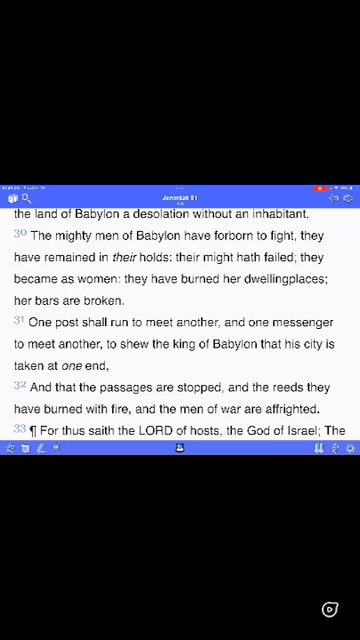 Jeremiah 51
the land of Babylon a desolation without an inhabitant.
30 The mighty men of Babylon have forborn to fight, they
have remained in their holds: their might hath failed; they
became as women: they have burned her dwellingplaces;
her bars are broken.
31 One post shall run to meet another, and one messenger
to meet another, to shew the king of Babylon that his city is
taken at one end,
32 And that the passages are stopped, and the reeds they
have burned with fire, and the men of war are affrighted.
33 ¶ For thus saith the LORD of hosts, the God of Israel; The